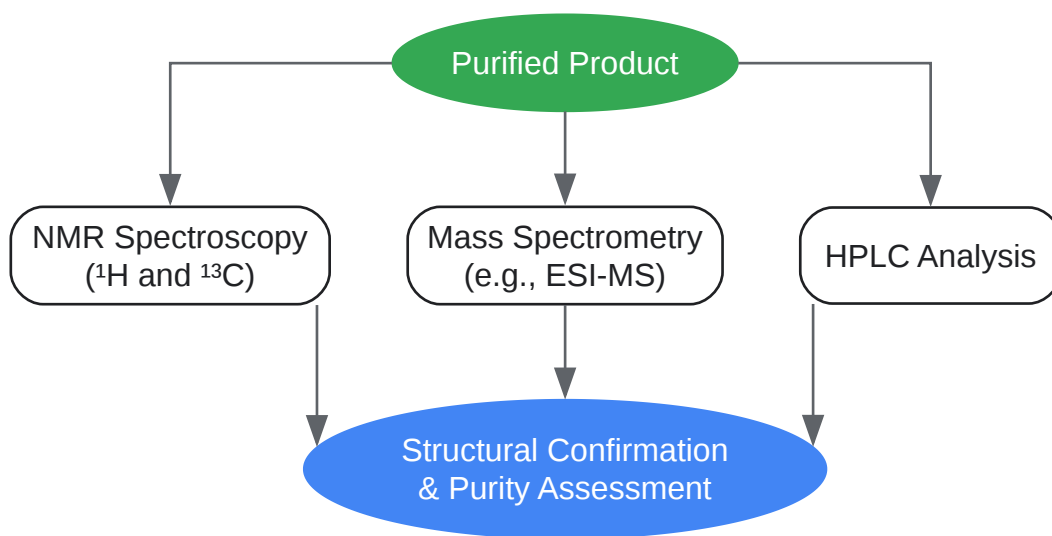 Purified Product
NMR Spectroscopy
(¹H and ¹³C)
Mass Spectrometry
(e.g., ESI-MS)
HPLC Analysis
Structural Confirmation
& Purity Assessment